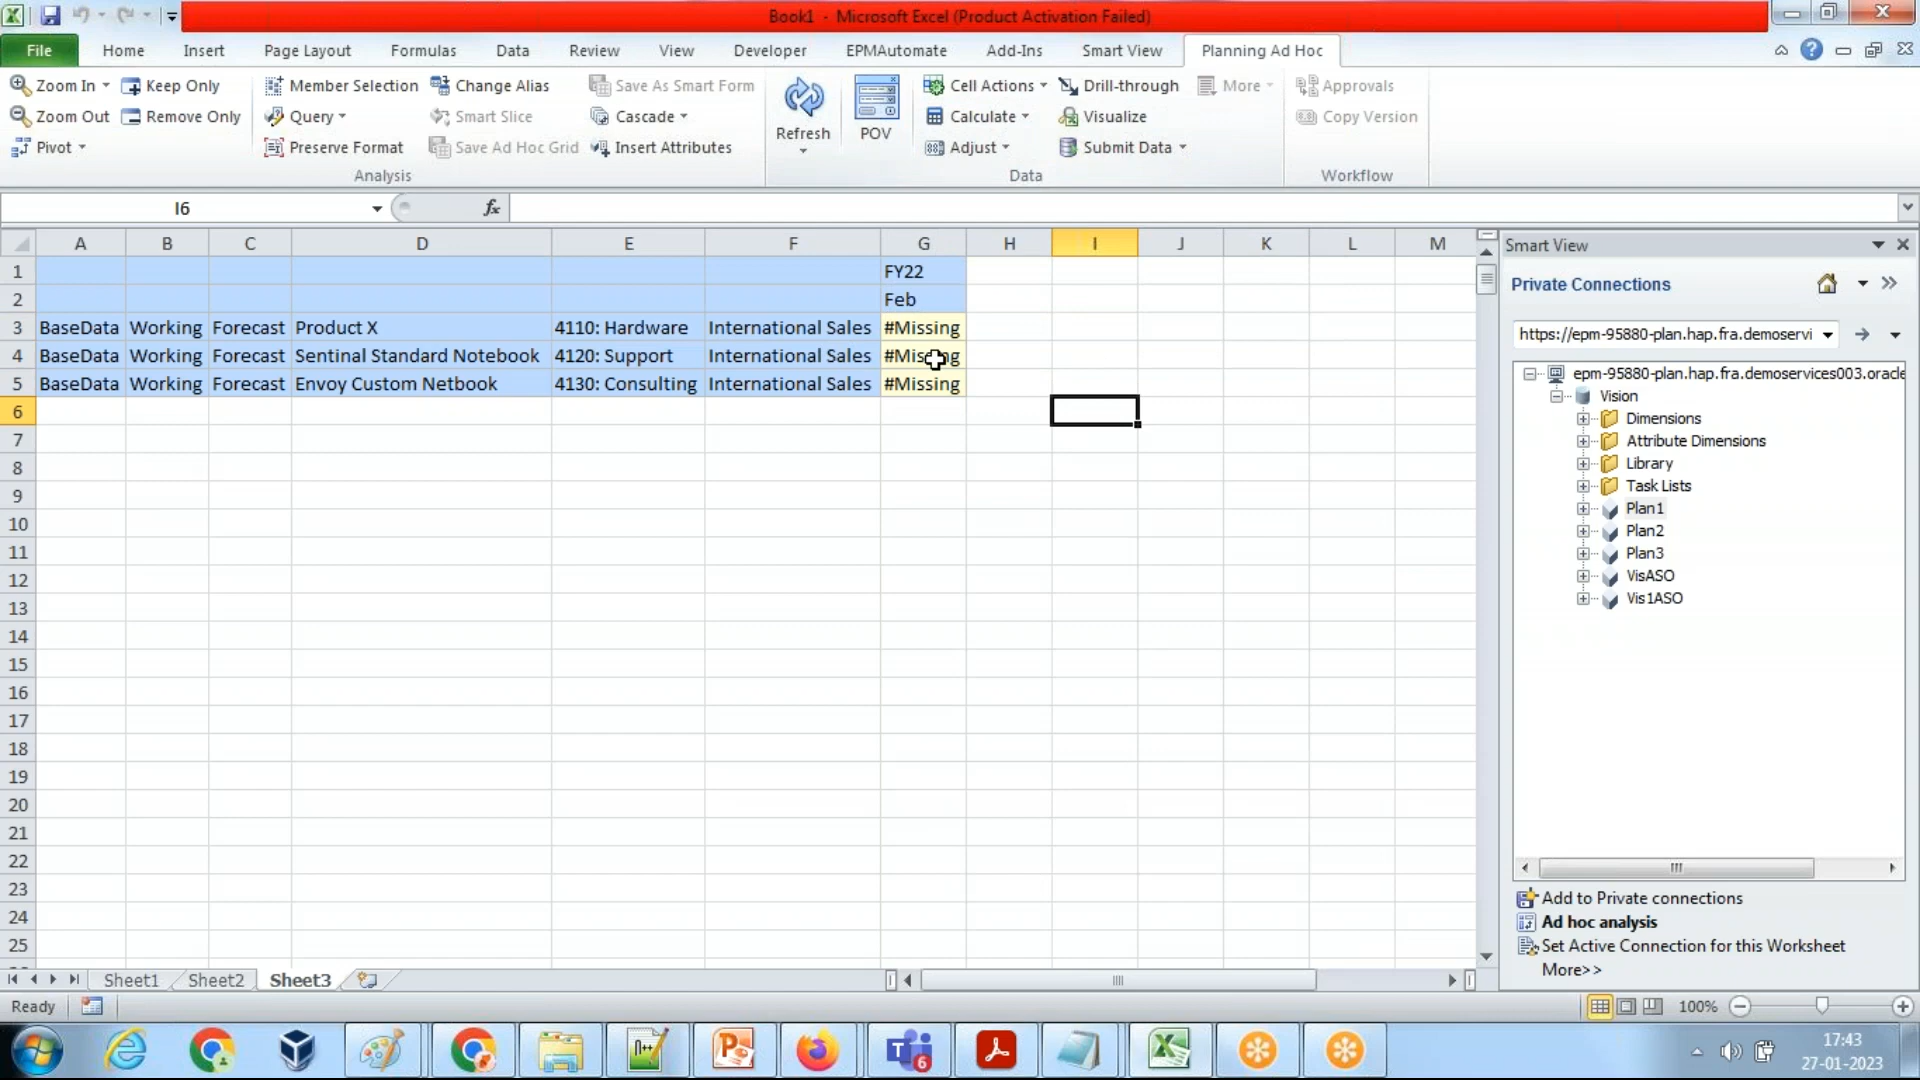 Book1 - Microsoft Excel (Product Activation Failed)
File Home Insert Page Layout Formulas Data Review View Developer EPMAutomate Add-Ins Smart View Planning Ad Hoc
Zoom In Keep Only Member Selection Change Alias Save As Smart Form Cell Actions Drill-through More Approvals
Zoom Out Remove Only Query Smart Slice Cascade Refresh POV Calculate Visualize Copy Version
Pivot Preserve Format Save Ad Hoc Grid Insert Attributes Adjust Submit Data
Analysis Data Workflow
I6 fx
A B C D E F G H I J K L M
1 FY22
2 Feb
3 BaseData Working Forecast Product X 4110: Hardware International Sales #Missing
4 BaseData Working Forecast Sentinal Standard Notebook 4120: Support International Sales
5 BaseData Working Forecast Envoy Custom Netbook 4130: Consulting International Sales #Missing
6
7
8
9
10
11
12
13
14
15
16
17
18
19
20
21
22
23
24
25
Smart View
Private Connections
https://epm-95880-plan.hap.fra.demoservi
epm-95880-plan.hap.fra.demoservices003.oracle
Vision
Dimensions
Attribute Dimensions
Library
Task Lists
Plan1
Plan2
Plan3
VisASO
Vis1ASO
Add to Private connections
Ad hoc analysis
Set Active Connection for this Worksheet
More>>
Sheet1 Sheet2 Sheet3
Ready 100%
6
17:43
27-01-2023